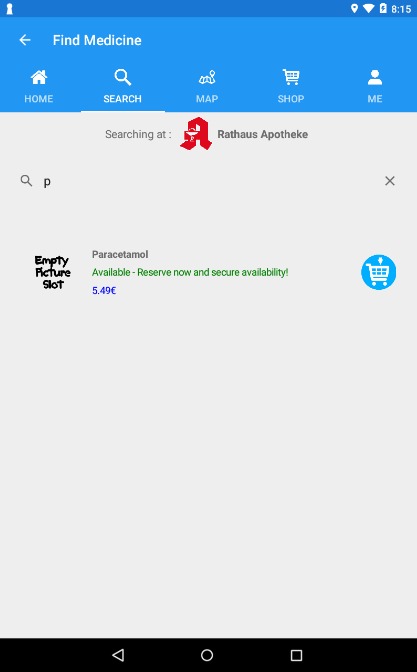 8:15
Find Medicine
HOME
SEARCH
MAP
SHOP
ME
Searching at : Rathaus Apotheke
p
Empty
Picture
Slot
Paracetamol
Available - Reserve now and secure availability!
5.49€